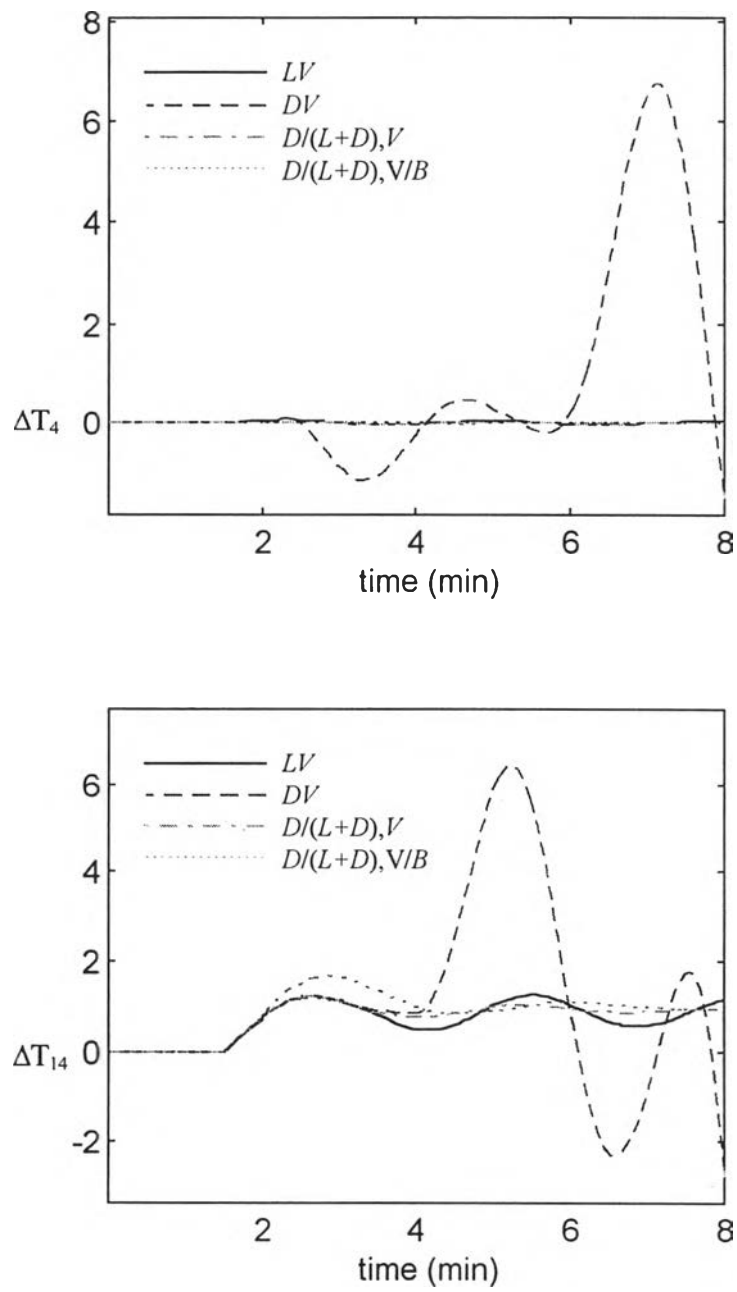 8
6
4
2
0
ΔT₄
LV
DV
D/(L+D),V
D/(L+D),V/B
2 4 6 8
time (min)
6
4
2
0
-2
ΔT₁₄
LV
DV
D/(L+D),V
D/(L+D),V/B
2 4 6 8
time (min)